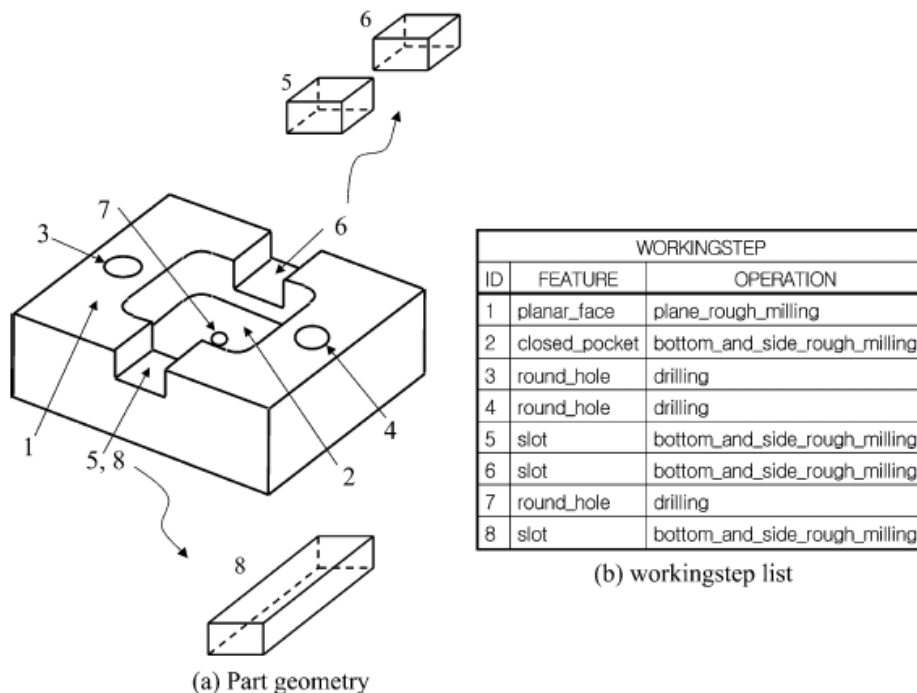 6
5
7
6
3
1
5, 8
2
4
8
(a) Part geometry
WORKINGSTEP
ID FEATURE OPERATION
1 planar_face plane_rough_milling
2 closed_pocket bottom_and_side_rough_milling
3 round_hole drilling
4 round_hole drilling
5 slot bottom_and_side_rough_milling
6 slot bottom_and_side_rough_milling
7 round_hole drilling
8 slot bottom_and_side_rough_milling
(b) workingstep list